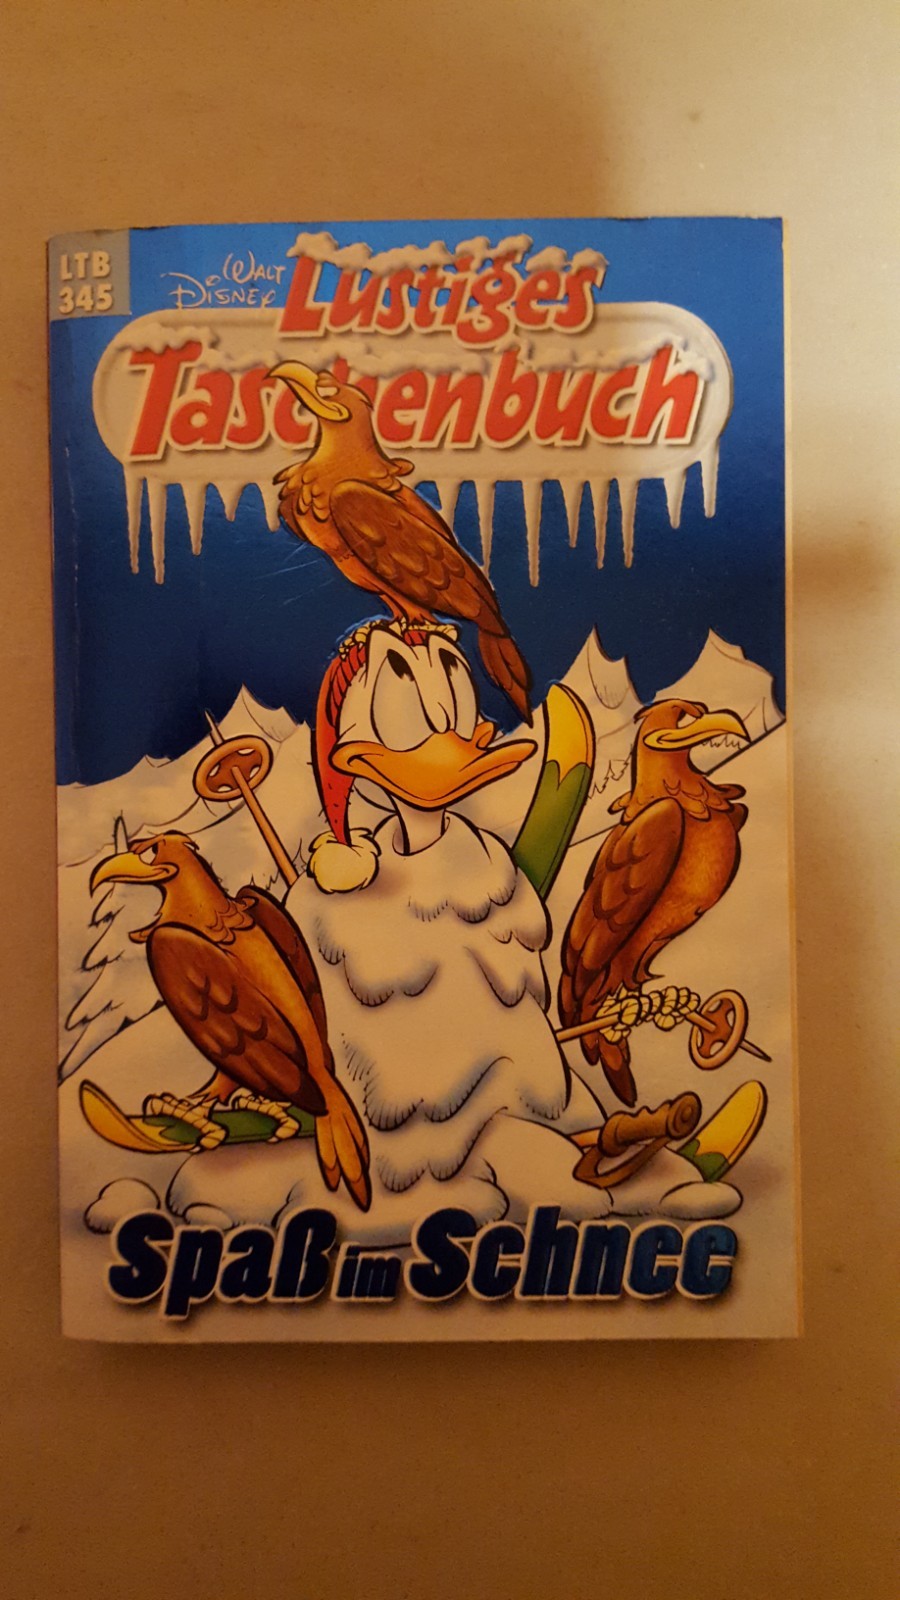 LTB
345
Walt
Disney
Lustiges
Taschenbuch
Spaß im Schnee